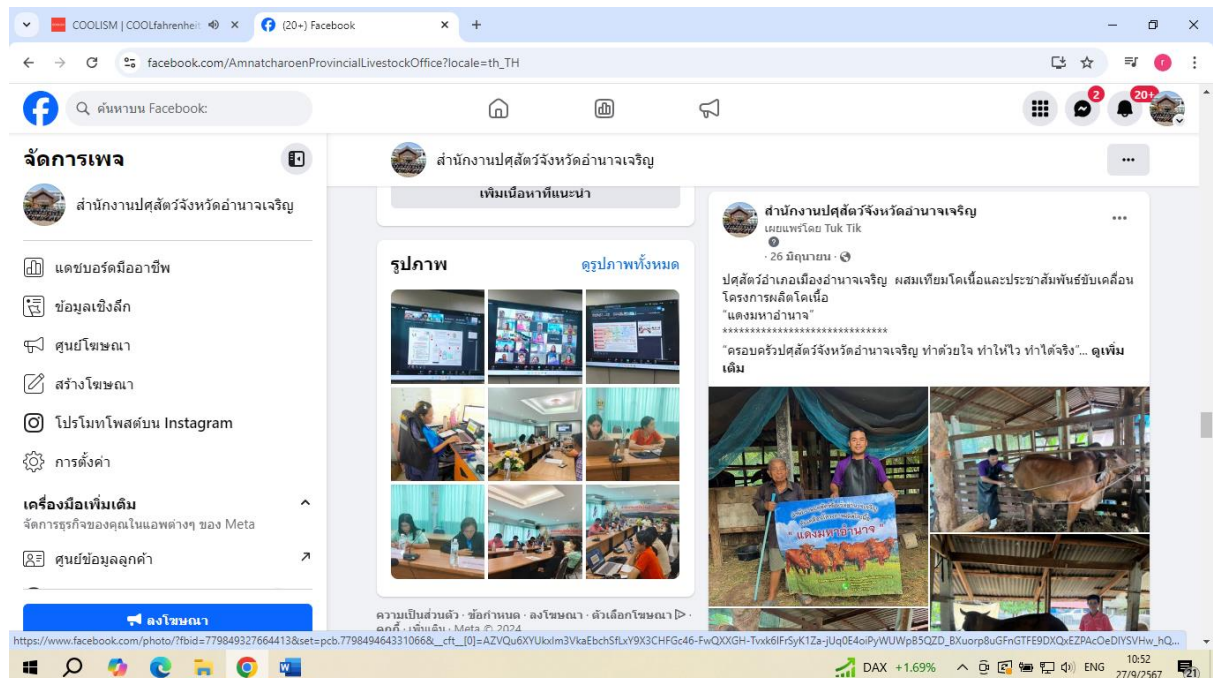 COOLISM | COOLfahrenheit
(20+) Facebook
facebook.com/AmnatcharoenProvincialLivestockOffice?locale=th_TH
r
ค้นหาบน Facebook:
2
20+
จัดการเพจ
สำนักงานปศุสัตว์จังหวัดอำนาจเจริญ
แดชบอร์ดมืออาชีพ
ข้อมูลเชิงลึก
ศูนย์โฆษณา
สร้างโฆษณา
โปรโมทโพสต์บน Instagram
การตั้งค่า
เครื่องมือเพิ่มเติม
จัดการธุรกิจของคุณในแอพต่างๆ ของ Meta
ศูนย์ข้อมูลลูกค้า
ลงโฆษณา
สำนักงานปศุสัตว์จังหวัดอำนาจเจริญ
เพิ่มเนื้อหาที่แนะนำ
รูปภาพ
ดูรูปภาพทั้งหมด
ความเป็นส่วนตัว · ข้อกำหนด · ลงโฆษณา · ตัวเลือกโฆษณา ·
คุกกี้ · เพิ่มเติม · Meta © 2024
สำนักงานปศุสัตว์จังหวัดอำนาจเจริญ
เผยแพร่โดย Tuk Tik
· 26 มิถุนายน ·
ปศุสัตว์อำเภอเมืองอำนาจเจริญ ผสมเทียมโคเนื้อและประชาสัมพันธ์ขับเคลื่อน
โครงการผลิตโคเนื้อ
"แดงมหาอำนาจ"
******************************
"ครอบครัวปศุสัตว์จังหวัดอำนาจเจริญ ทำด้วยใจ ทำให้ไว ทำได้จริง"... ดูเพิ่ม
เติม
"แดงมหาอำนาจ"
DAX +1.69%
ENG
10:52
27/9/2567
21